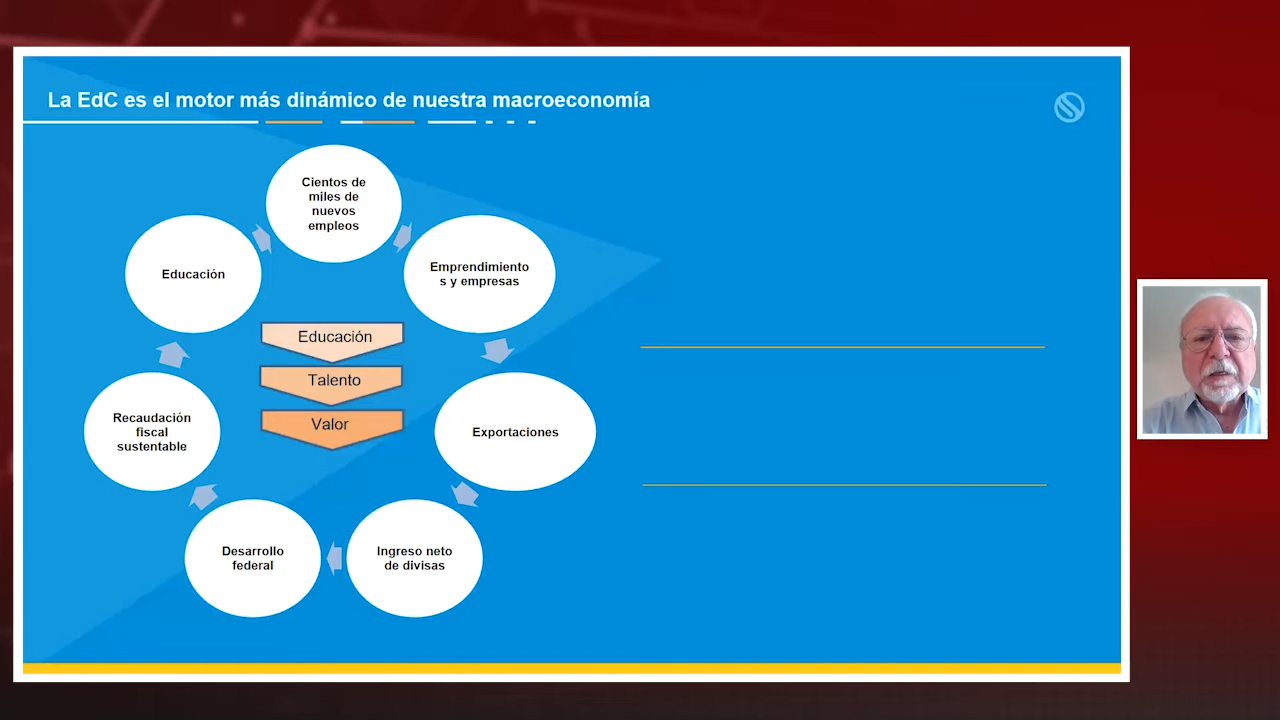 La EdC es el motor más dinámico de nuestra macroeconomía
Cientos de
miles de
nuevos
empleos
Emprendimiento
s y empresas
Exportaciones
Ingreso neto
de divisas
Desarrollo
federal
Recaudación
fiscal
sustentable
Educación
Educación
Talento
Valor